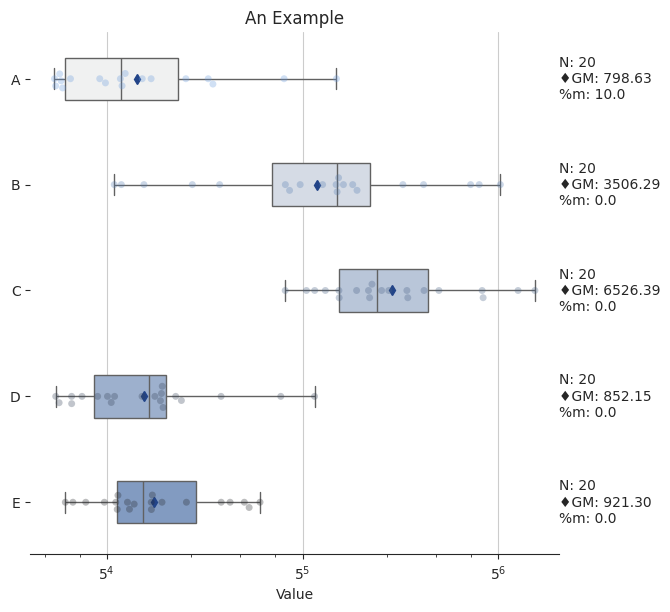 An Example
A
N: 20
♦GM: 798.63
%m: 10.0
B
N: 20
♦GM: 3506.29
%m: 0.0
C
N: 20
♦GM: 6526.39
%m: 0.0
D
N: 20
♦GM: 852.15
%m: 0.0
E
N: 20
♦GM: 921.30
%m: 0.0
5⁴ 5⁵ 5⁶
Value